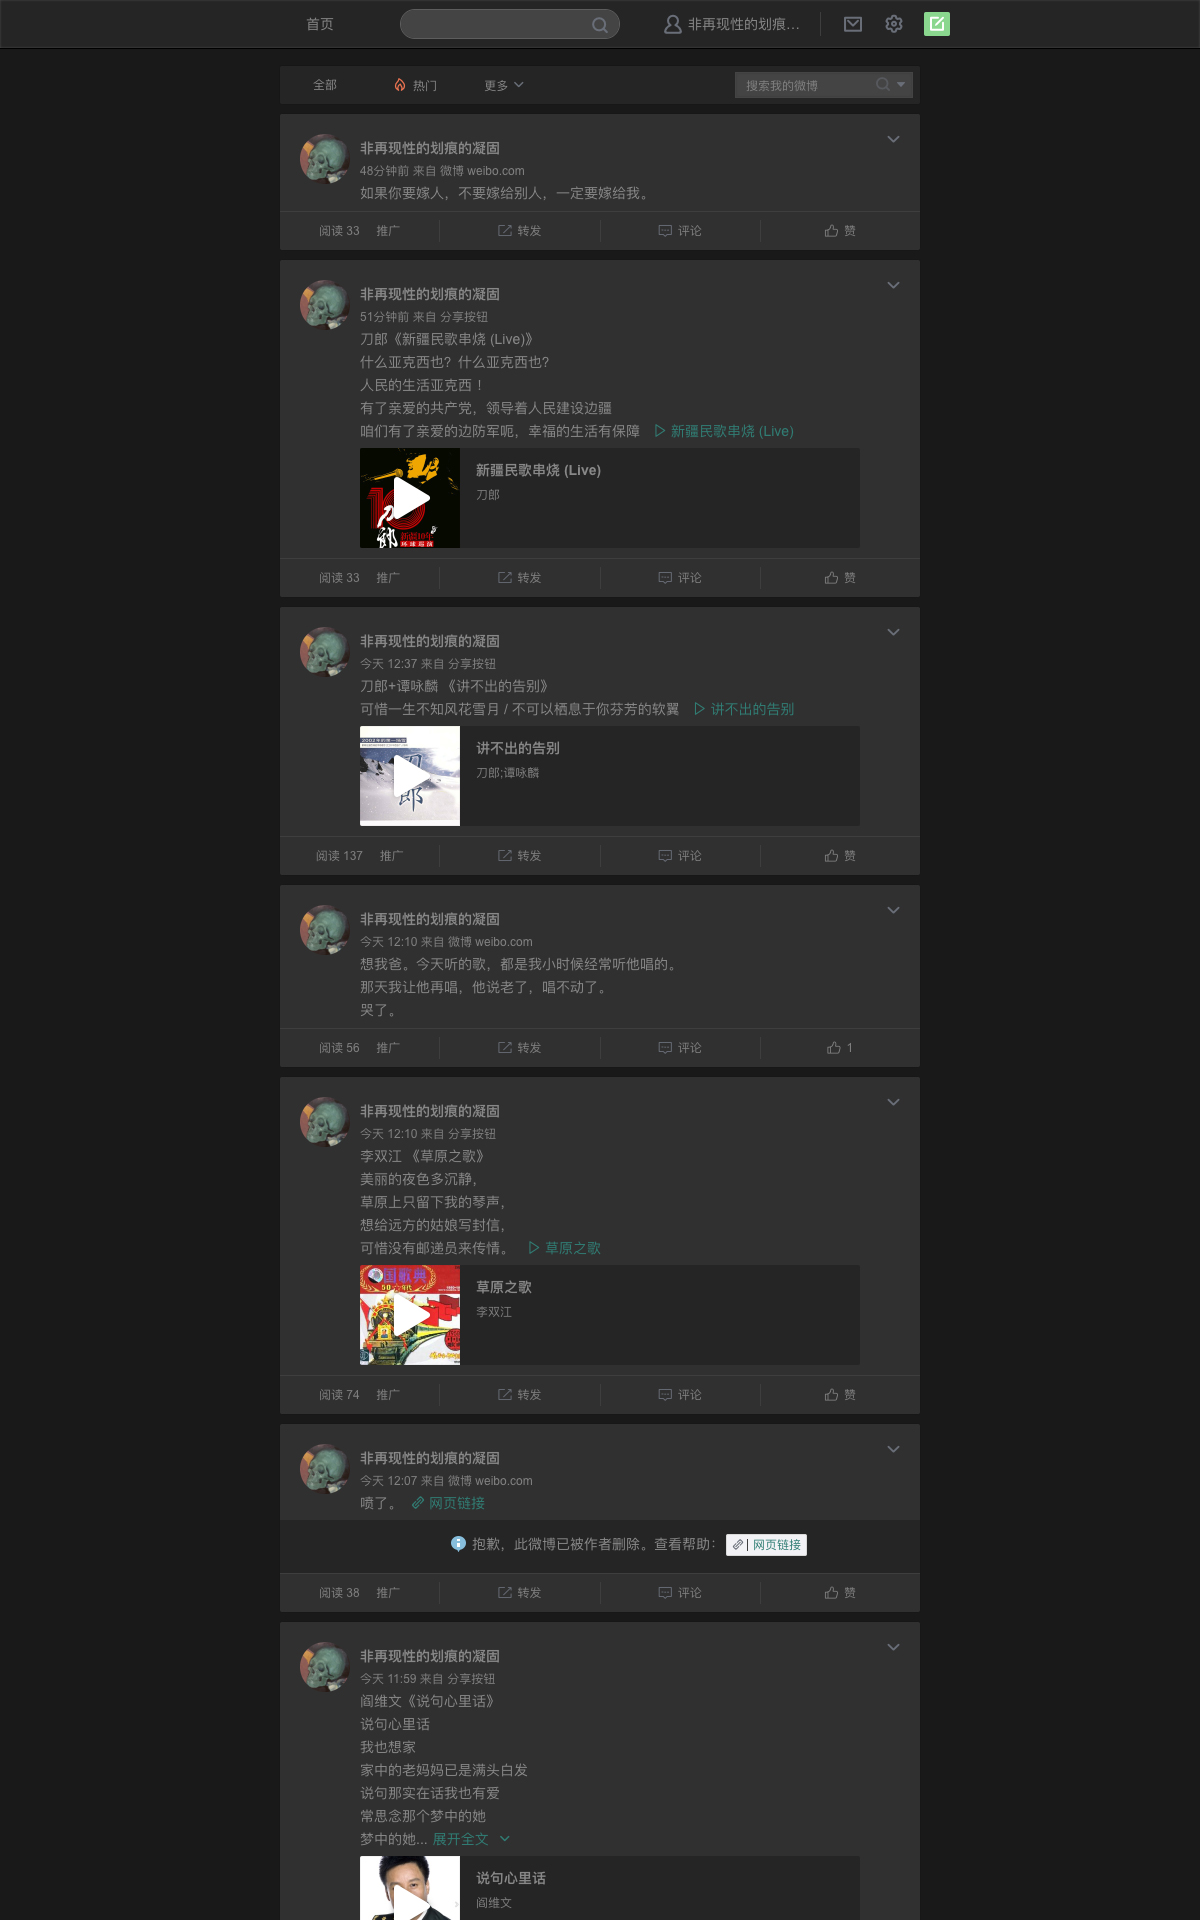 首页
非再现性的划痕...
全部
热门
更多
搜索我的微博
非再现性的划痕的凝固
48分钟前 来自 微博 weibo.com
如果你要嫁人，不要嫁给别人，一定要嫁给我。
阅读 33 推广 转发 评论 赞
非再现性的划痕的凝固
51分钟前 来自 分享按钮
刀郎《新疆民歌串烧 (Live)》
什么亚克西也？什么亚克西也？
人民的生活亚克西！
有了亲爱的共产党，领导着人民建设边疆
咱们有了亲爱的边防军呃，幸福的生活有保障 新疆民歌串烧 (Live)
新疆民歌串烧 (Live)
刀郎
刀郎
阅读 33 推广 转发 评论 赞
非再现性的划痕的凝固
今天 12:37 来自 分享按钮
刀郎+谭咏麟 《讲不出的告别》
可惜一生不知风花雪月 / 不可以栖息于你芬芳的软翼 讲不出的告别
讲不出的告别
刀郎;谭咏麟
阅读 137 推广 转发 评论 赞
非再现性的划痕的凝固
今天 12:10 来自 微博 weibo.com
想我爸。今天听的歌，都是我小时候经常听他唱的。
那天我让他再唱，他说老了，唱不动了。
哭了。
阅读 56 推广 转发 评论 1
非再现性的划痕的凝固
今天 12:10 来自 分享按钮
李双江 《草原之歌》
美丽的夜色多沉静，
草原上只留下我的琴声，
想给远方的姑娘写封信，
可惜没有邮递员来传情。 草原之歌
国歌典
草原之歌
李双江
阅读 74 推广 转发 评论 赞
非再现性的划痕的凝固
今天 12:07 来自 微博 weibo.com
喷了。 网页链接
抱歉，此微博已被作者删除。查看帮助： 网页链接
阅读 38 推广 转发 评论 赞
非再现性的划痕的凝固
今天 11:59 来自 分享按钮
阎维文《说句心里话》
说句心里话
我也想家
家中的老妈妈已是满头白发
说句那实在话我也有爱
常思念那个梦中的她
梦中的她... 展开全文
说句心里话
阎维文